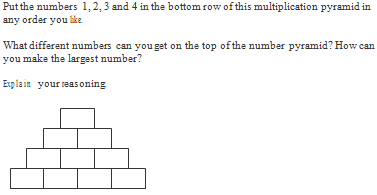 Put the numbers 1, 2, 3 and 4 in the bottom row of this multiplication pyramid in
any order you like.
What different numbers can you get on the top of the number pyramid? How can
you make the largest number?
Explain your reasoning.